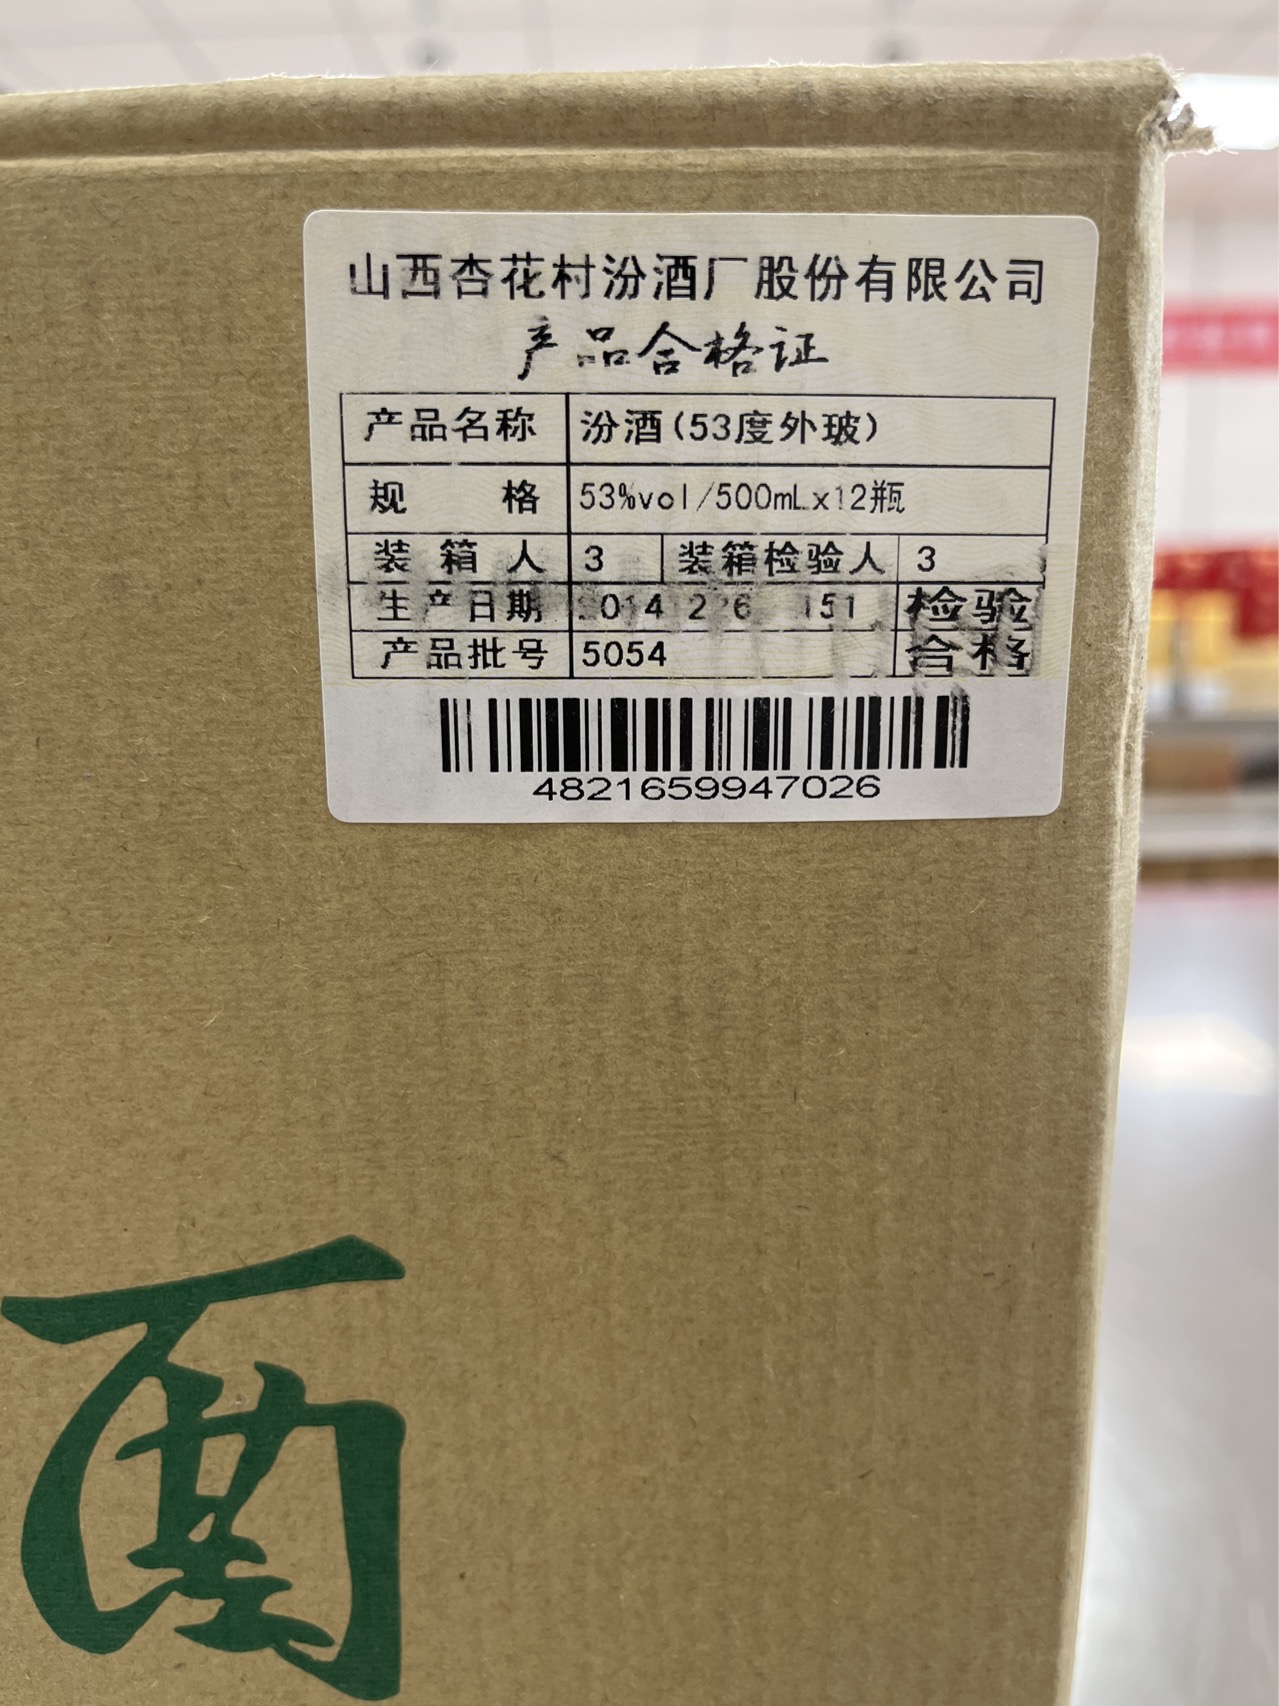 山西杏花村汾酒厂股份有限公司
产品合格证
产品名称 汾酒(53度外玻)
规 格 53%vol/500mL×12瓶
装 箱 人 3 装箱检验人 3
生产日期 检验
产品批号 5054 合格
4821659947026
酉